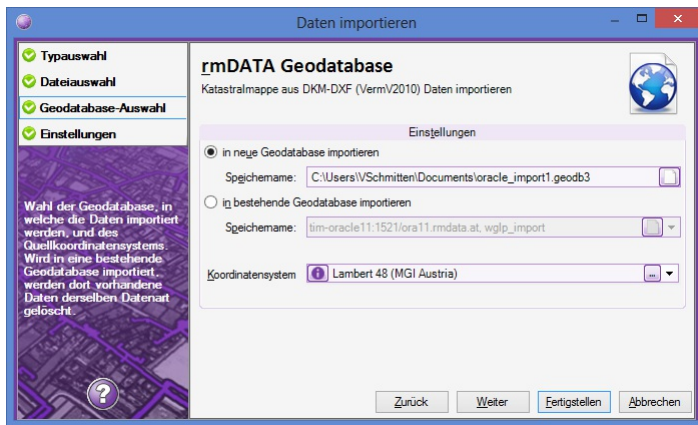 Daten importieren
Typauswahl
Dateiauswahl
Geodatabase-Auswahl
Einstellungen
Wahl der Geodatabase, in
welche die Daten importiert
werden, und des
Quellkoordinatensystems.
Wird in eine bestehende
Geodatabase importiert,
werden dort vorhandene
Daten derselben Datenart
gelöscht.
?
rmDATA Geodatabase
Katastralmappe aus DKM-DXF (VermV2010) Daten importieren
Einstellungen
in neue Geodatabase importieren
Speichername: C:\Users\VSchmitten\Documents\oracle_import1.geodb3
in bestehende Geodatabase importieren
Speichername: tim-oracle11:1521/ora11.rmdata.at, wglp_import
Koordinatensystem Lambert 48 (MGI Austria) ...
Zurück Weiter Fertigstellen Abbrechen